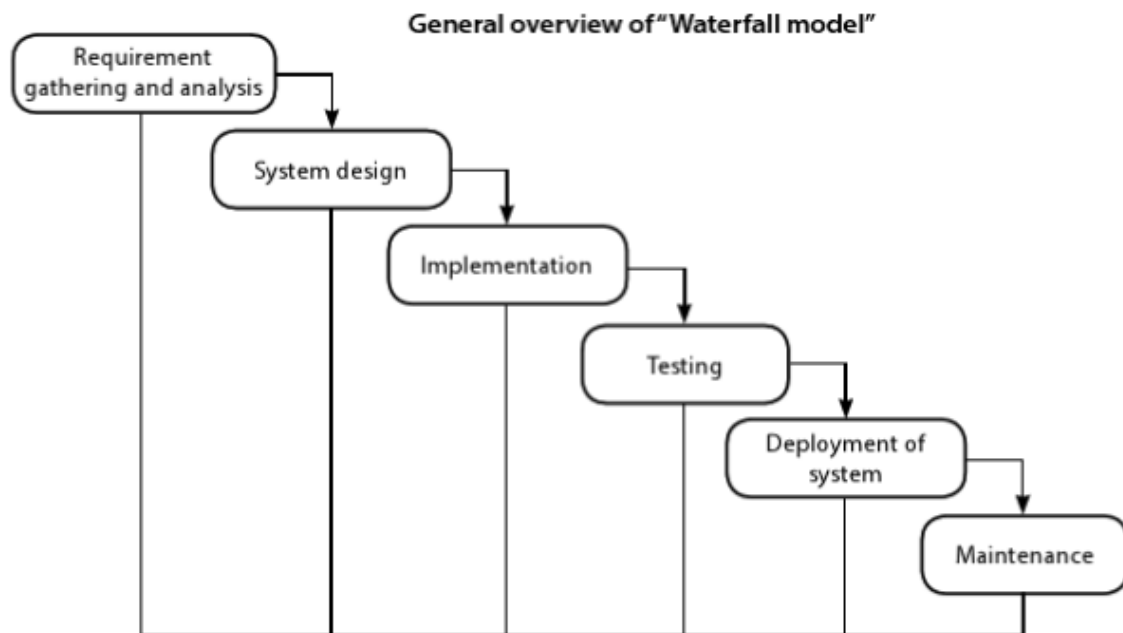 General overview of “Waterfall model”
Requirement
gathering and analysis
System design
Implementation
Testing
Deployment of
system
Maintenance